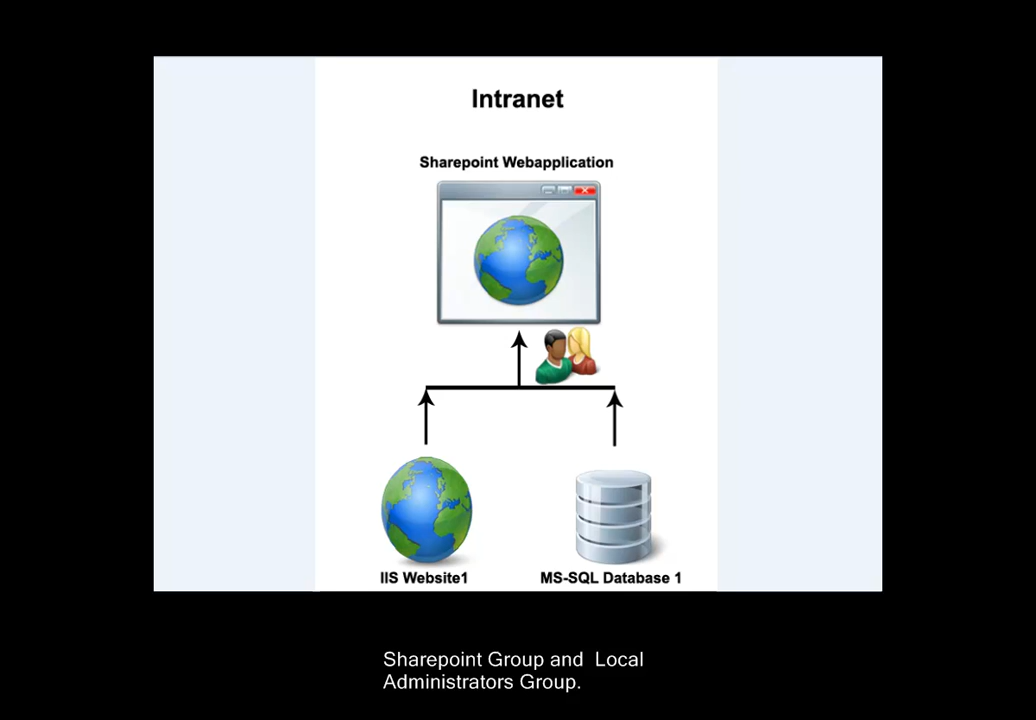 Intranet
Sharepoint Webapplication
IIS Website1
MS-SQL Database 1
Sharepoint Group and  Local
Administrators Group.